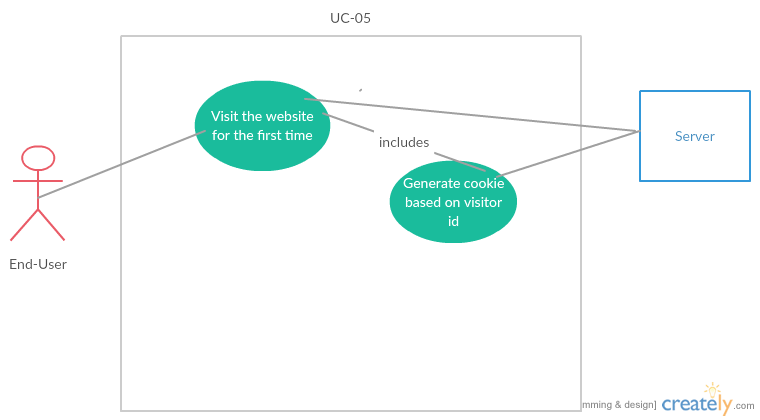 UC-05
Visit the website
for the first time
includes
Server
Generate cookie
based on visitor
id
End-User
mming & design]
creately.com